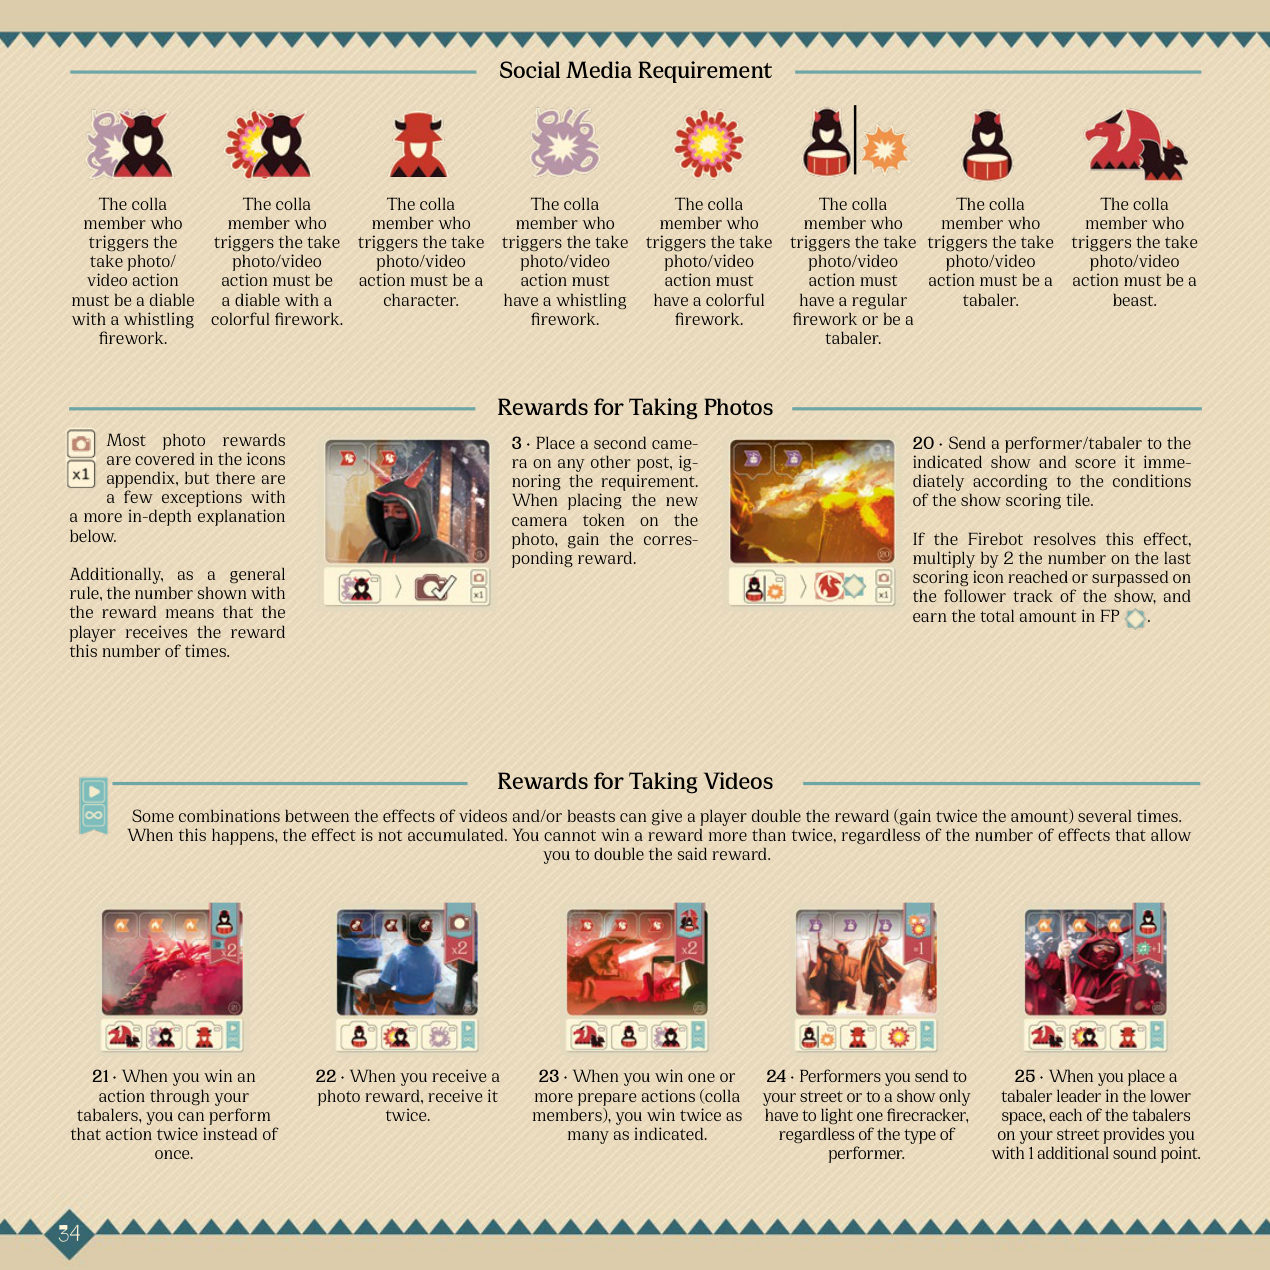 Social Media Requirement
The colla
member who
triggers the
take photo/
video action
must be a diable
with a whistling
firework.
The colla
member who
triggers the take
photo/video
action must be
a diable with a
colorful firework.
The colla
member who
triggers the take
photo/video
action must be a
character.
The colla
member who
triggers the take
photo/video
action must
have a whistling
firework.
The colla
member who
triggers the take
photo/video
action must
have a colorful
firework.
The colla
member who
triggers the take
photo/video
action must
have a regular
firework or be a
tabaler.
The colla
member who
triggers the take
photo/video
action must be a
tabaler.
The colla
member who
triggers the take
photo/video
action must be a
beast.
Rewards for Taking Photos
x1
Most photo rewards
are covered in the icons
appendix, but there are
a few exceptions with
a more in-depth explanation
below.
Additionally, as a general
rule, the number shown with
the reward means that the
player receives the reward
this number of times.
3
x1
3 · Place a second came-
ra on any other post, ig-
noring the requirement.
When placing the new
camera token on the
photo, gain the corres-
ponding reward.
20
x1
20 · Send a performer/tabaler to the
indicated show and score it imme-
diately according to the conditions
of the show scoring tile.
If the Firebot resolves this effect,
multiply by 2 the number on the last
scoring icon reached or surpassed on
the follower track of the show, and
earn the total amount in FP .
Rewards for Taking Videos
∞
Some combinations between the effects of videos and/or beasts can give a player double the reward (gain twice the amount) several times.
When this happens, the effect is not accumulated. You cannot win a reward more than twice, regardless of the number of effects that allow
you to double the said reward.
x2
21
21 · When you win an
action through your
tabalers, you can perform
that action twice instead of
once.
x2
22 · When you receive a
photo reward, receive it
twice.
x2
23 · When you win one or
more prepare actions (colla
members), you win twice as
many as indicated.
=1
24 · Performers you send to
your street or to a show only
have to light one firecracker,
regardless of the type of
performer.
+1
25 · When you place a
tabaler leader in the lower
space, each of the tabalers
on your street provides you
with 1 additional sound point.
34